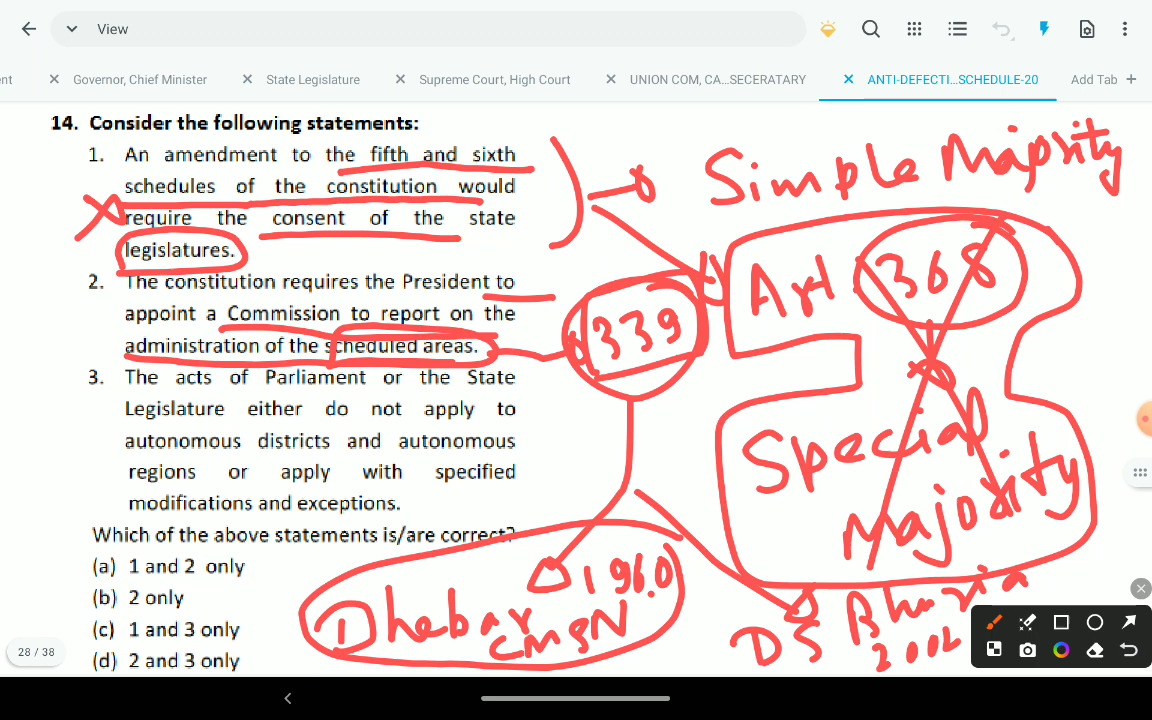 View
nt
Governor, Chief Minister
State Legislature
Supreme Court, High Court
UNION COM, CA...SECERATARY
ANTI-DEFECTI...SCHEDULE-20
Add Tab
14. Consider the following statements:
1. An amendment to the fifth and sixth
schedules of the constitution would
require the consent of the state
legislatures.
2. The constitution requires the President to
appoint a Commission to report on the
administration of the scheduled areas.
3. The acts of Parliament or the State
Legislature either do not apply to
autonomous districts and autonomous
regions or apply with specified
modifications and exceptions.
Which of the above statements is/are correct?
(a) 1 and 2 only
(b) 2 only
(c) 1 and 3 only
(d) 2 and 3 only
28 / 38
Simple Majority
Art 368
339
Special
Majority
1960
Dhebar
CMSN
DS Bhuria
2002